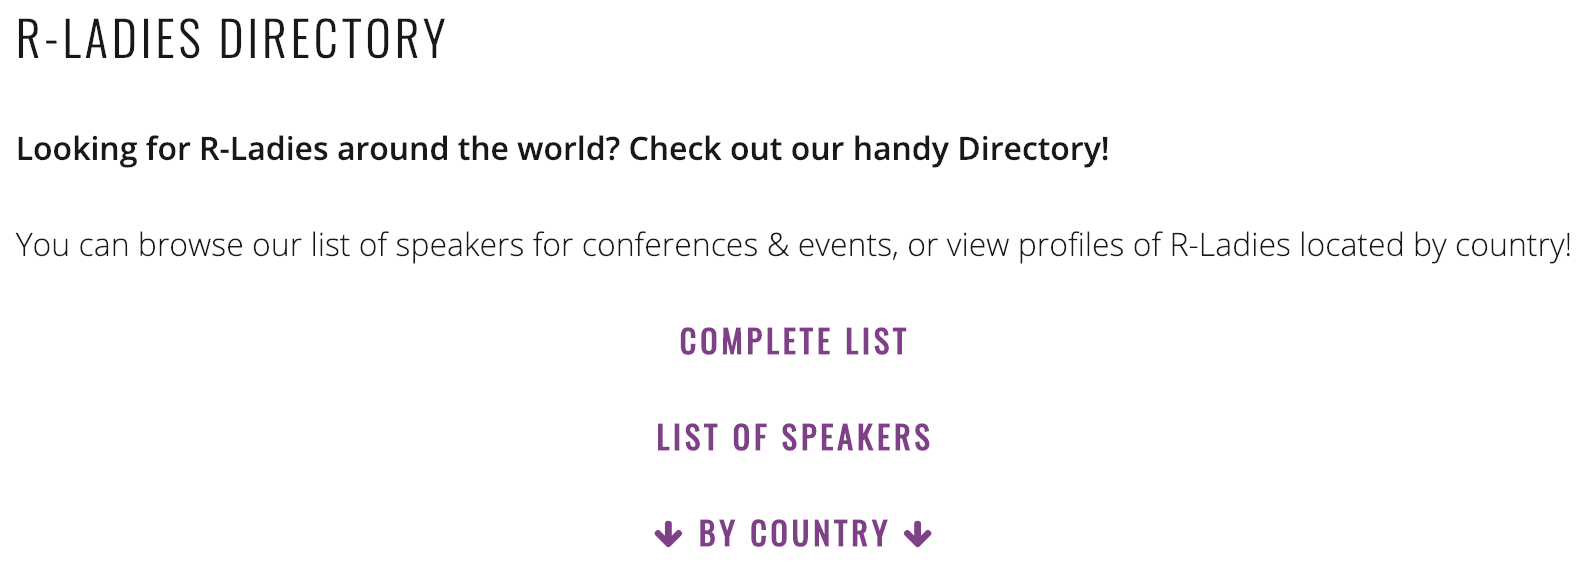 R-LADIES DIRECTORY
Looking for R-Ladies around the world? Check out our handy Directory!
You can browse our list of speakers for conferences & events, or view profiles of R-Ladies located by country!
COMPLETE LIST
LIST OF SPEAKERS
BY COUNTRY